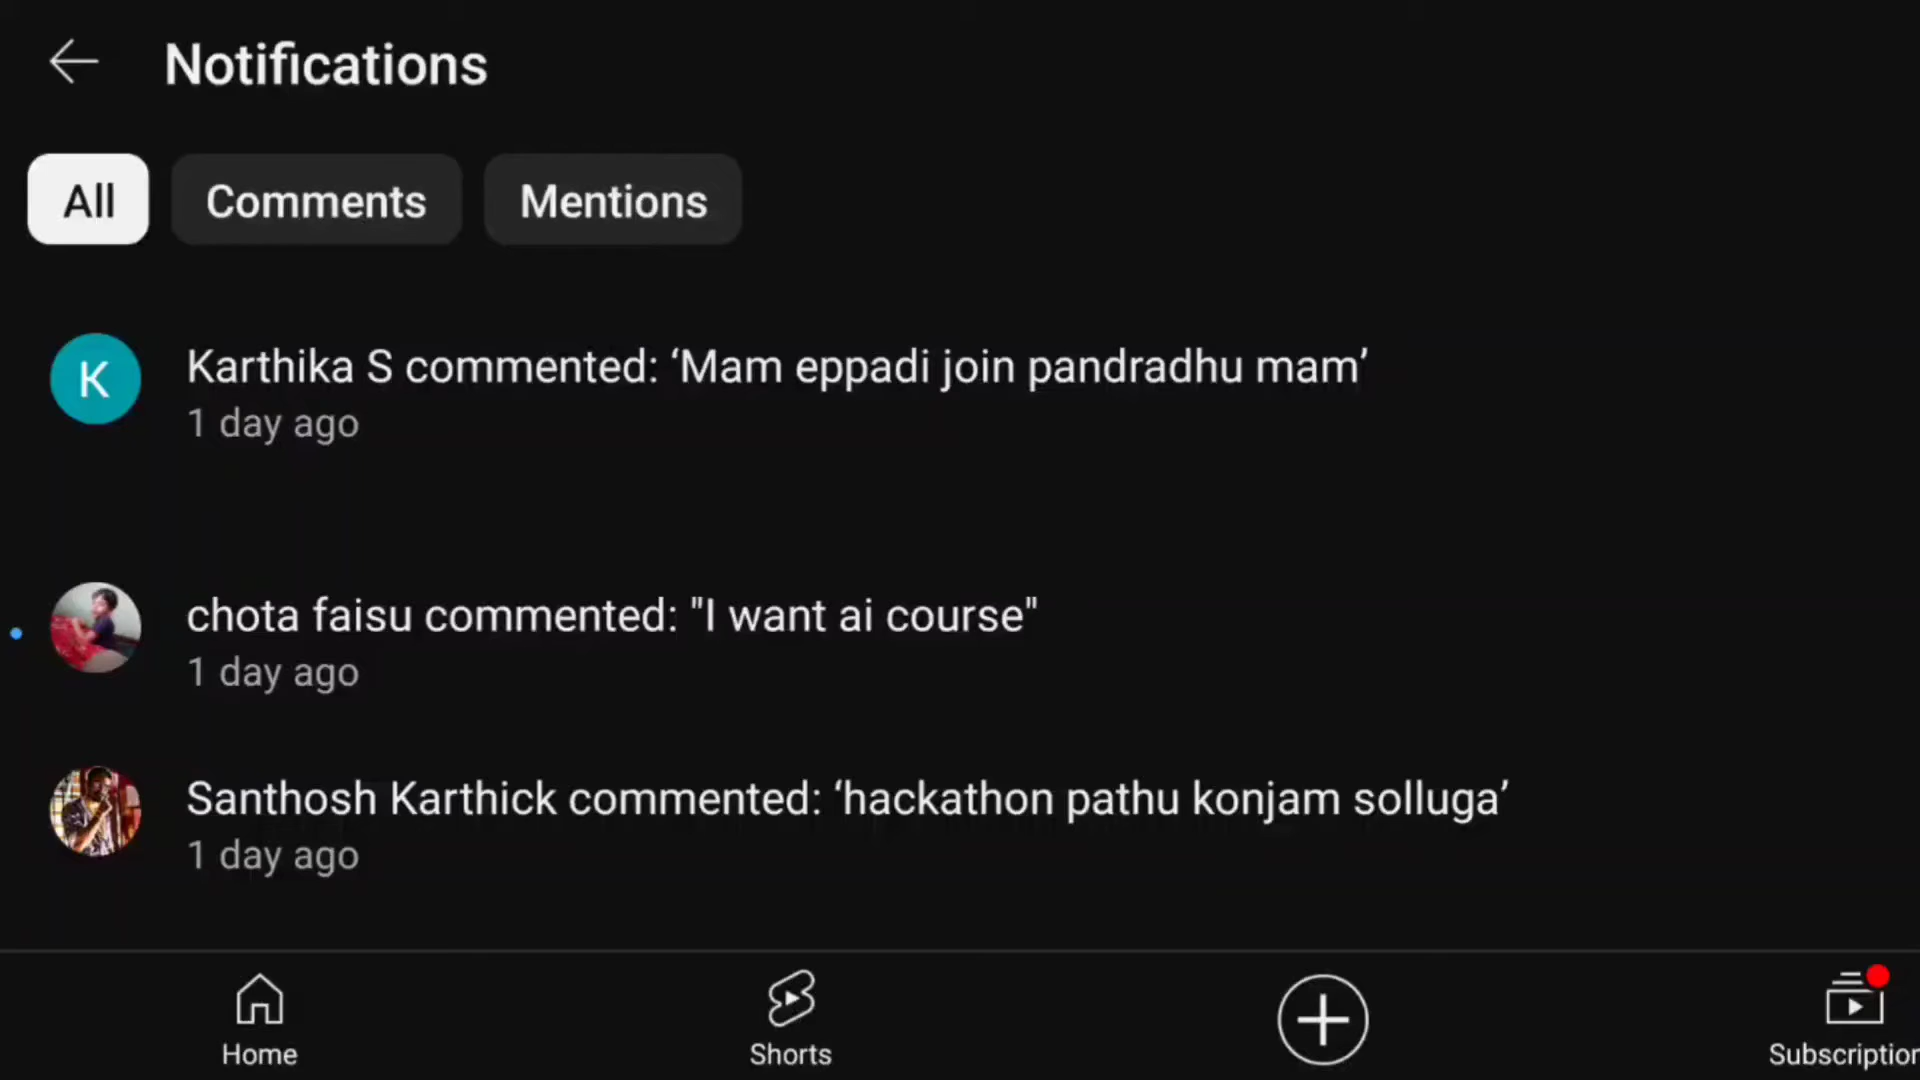 Notifications
All Comments Mentions
K
Karthika S commented: ‘Mam eppadi join pandradhu mam’
1 day ago
chota faisu commented: "I want ai course"
1 day ago
Santhosh Karthick commented: ‘hackathon pathu konjam solluga’
1 day ago
Home Shorts Subscription